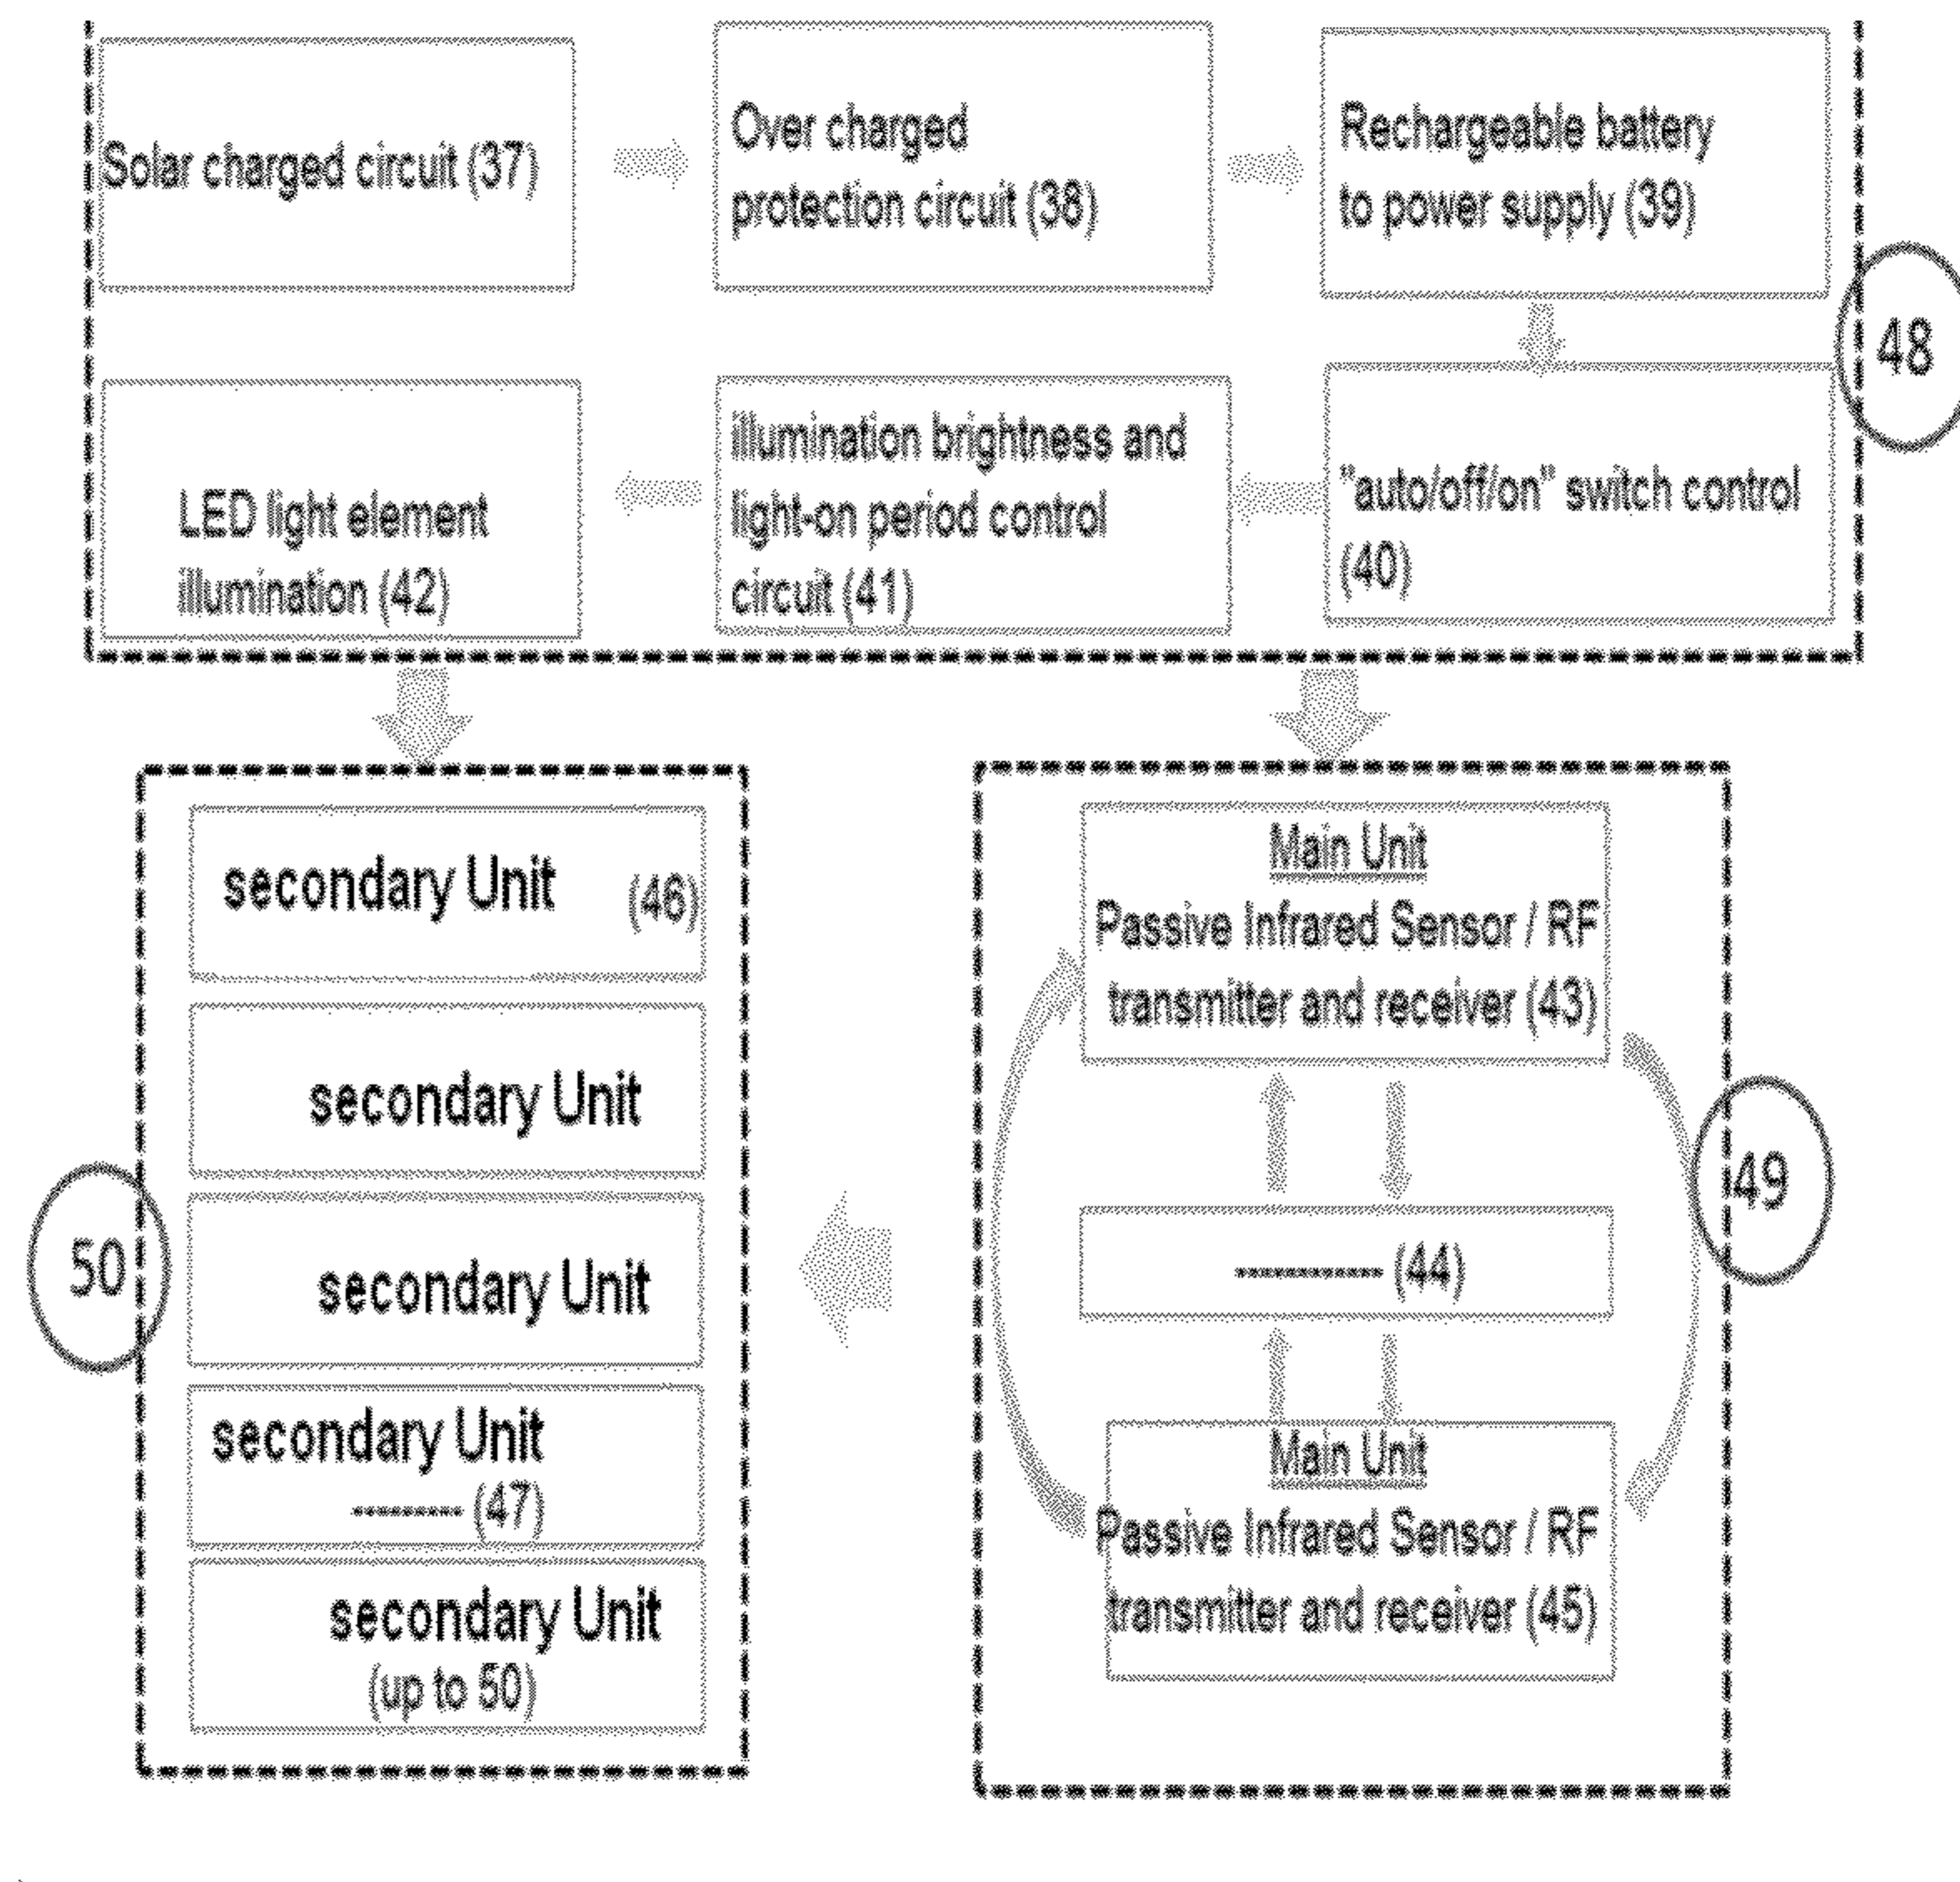 Solar charged circuit (37)
Over charged
protection circuit (38)
Rechargeable battery
to power supply (39)
48
LED light element
illumination (42)
illumination brightness and
light-on period control
circuit (41)
"auto/off/on" switch control
(40)
secondary Unit (46)
secondary Unit
secondary Unit
secondary Unit
--------- (47)
secondary Unit
(up to 50)
50
Main Unit
Passive Infrared Sensor / RF
transmitter and receiver (43)
------------ (44)
Main Unit
Passive Infrared Sensor / RF
transmitter and receiver (45)
49